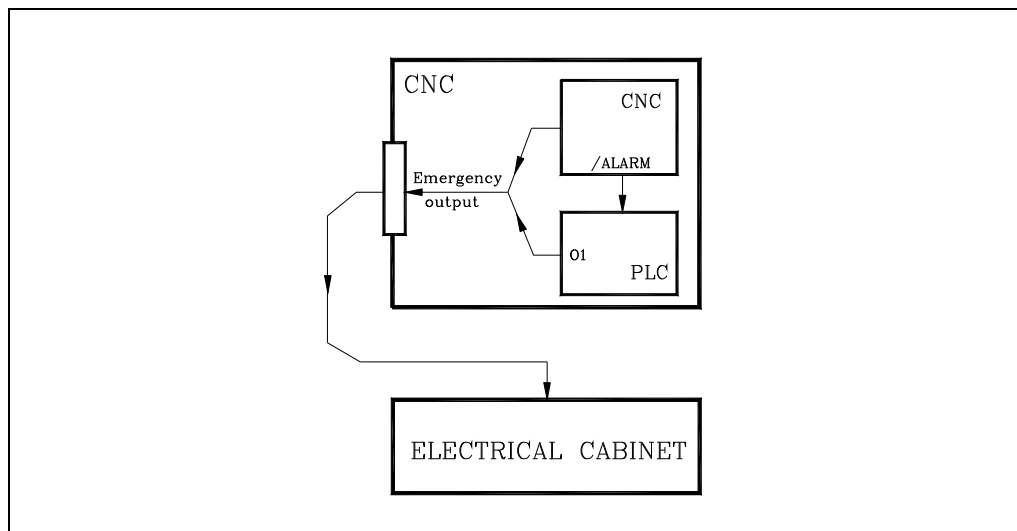 CNC
CNC
/ALARM
Emergency
output
O1
PLC
ELECTRICAL CABINET